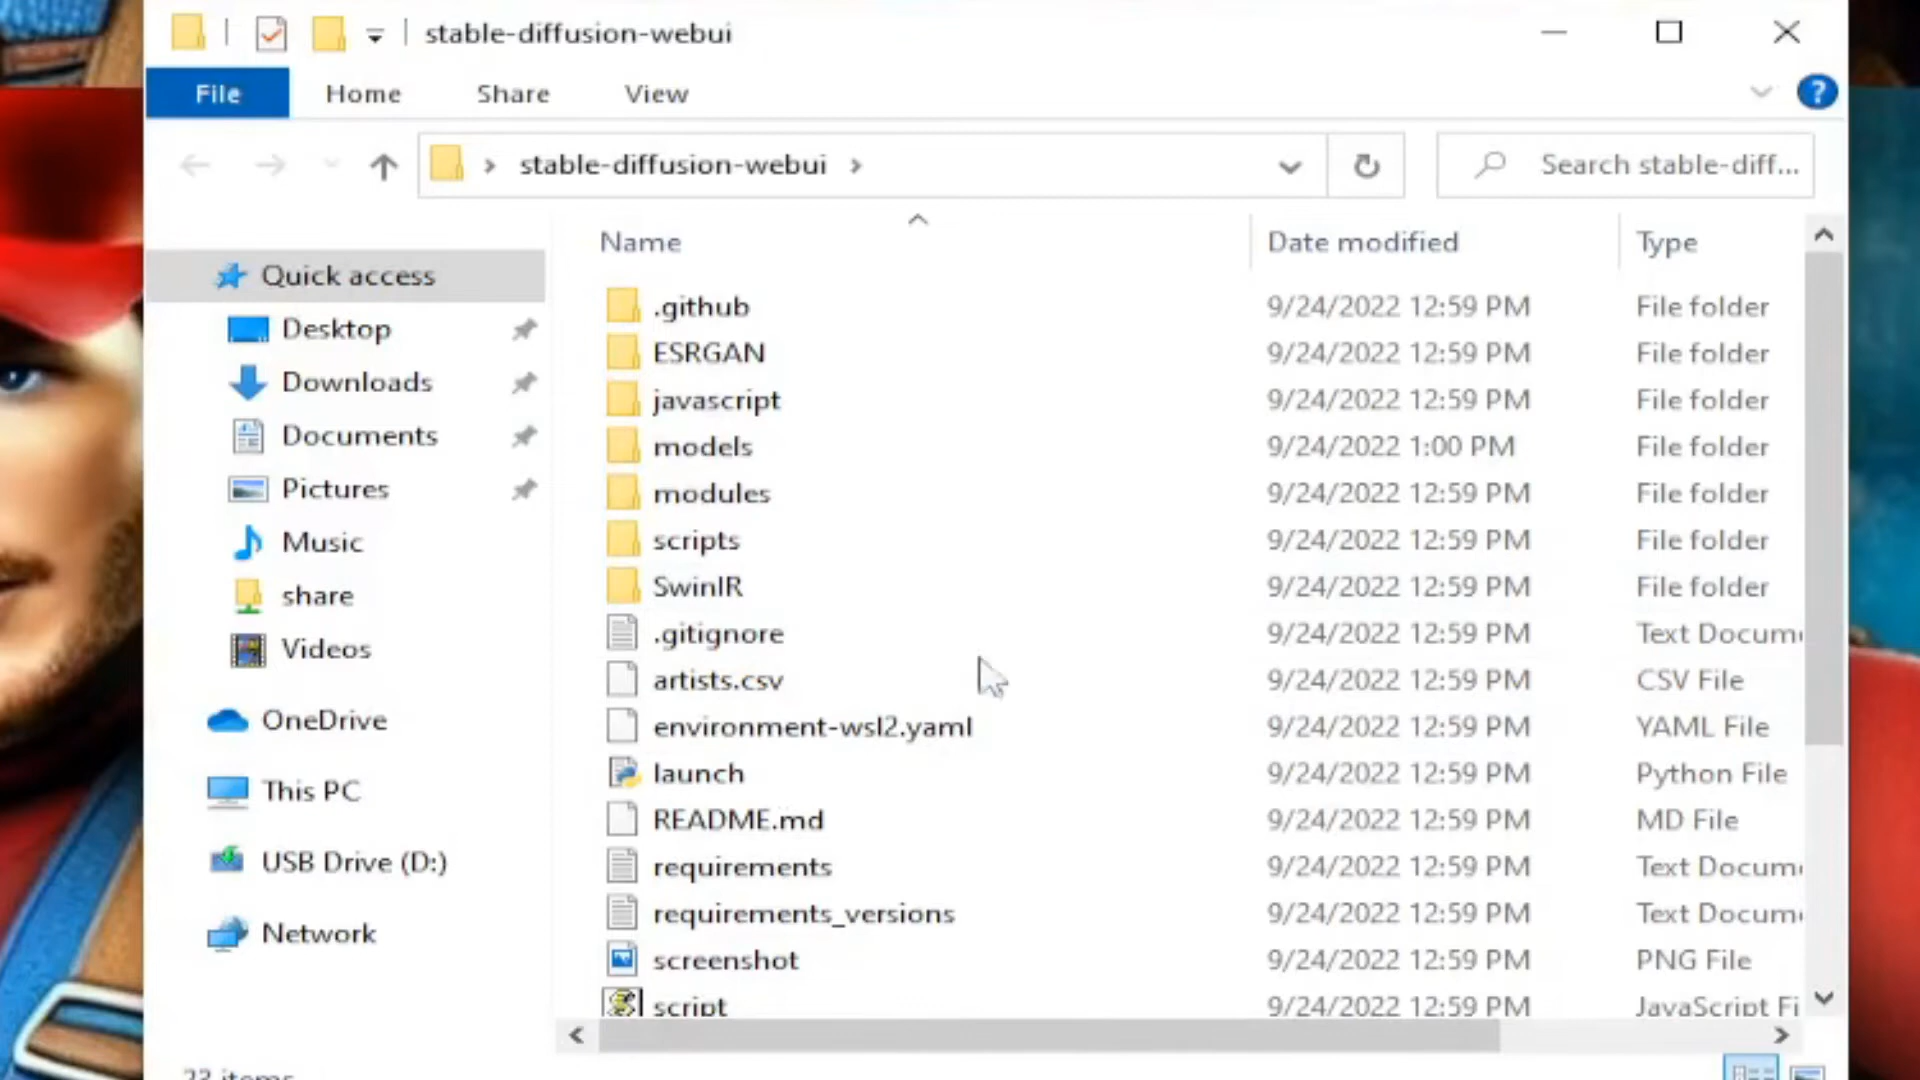 stable-diffusion-webui
File Home Share View
stable-diffusion-webui
Search stable-diff...
Name Date modified Type
Quick access
Desktop
Downloads
Documents
Pictures
Music
share
Videos
OneDrive
This PC
USB Drive (D:)
Network
.github 9/24/2022 12:59 PM File folder
ESRGAN 9/24/2022 12:59 PM File folder
javascript 9/24/2022 12:59 PM File folder
models 9/24/2022 1:00 PM File folder
modules 9/24/2022 12:59 PM File folder
scripts 9/24/2022 12:59 PM File folder
SwinIR 9/24/2022 12:59 PM File folder
.gitignore 9/24/2022 12:59 PM Text Docum
artists.csv 9/24/2022 12:59 PM CSV File
environment-wsl2.yaml 9/24/2022 12:59 PM YAML File
launch 9/24/2022 12:59 PM Python File
README.md 9/24/2022 12:59 PM MD File
requirements 9/24/2022 12:59 PM Text Docum
requirements_versions 9/24/2022 12:59 PM Text Docum
screenshot 9/24/2022 12:59 PM PNG File
script 9/24/2022 12:59 PM JavaScript Fi
23 items